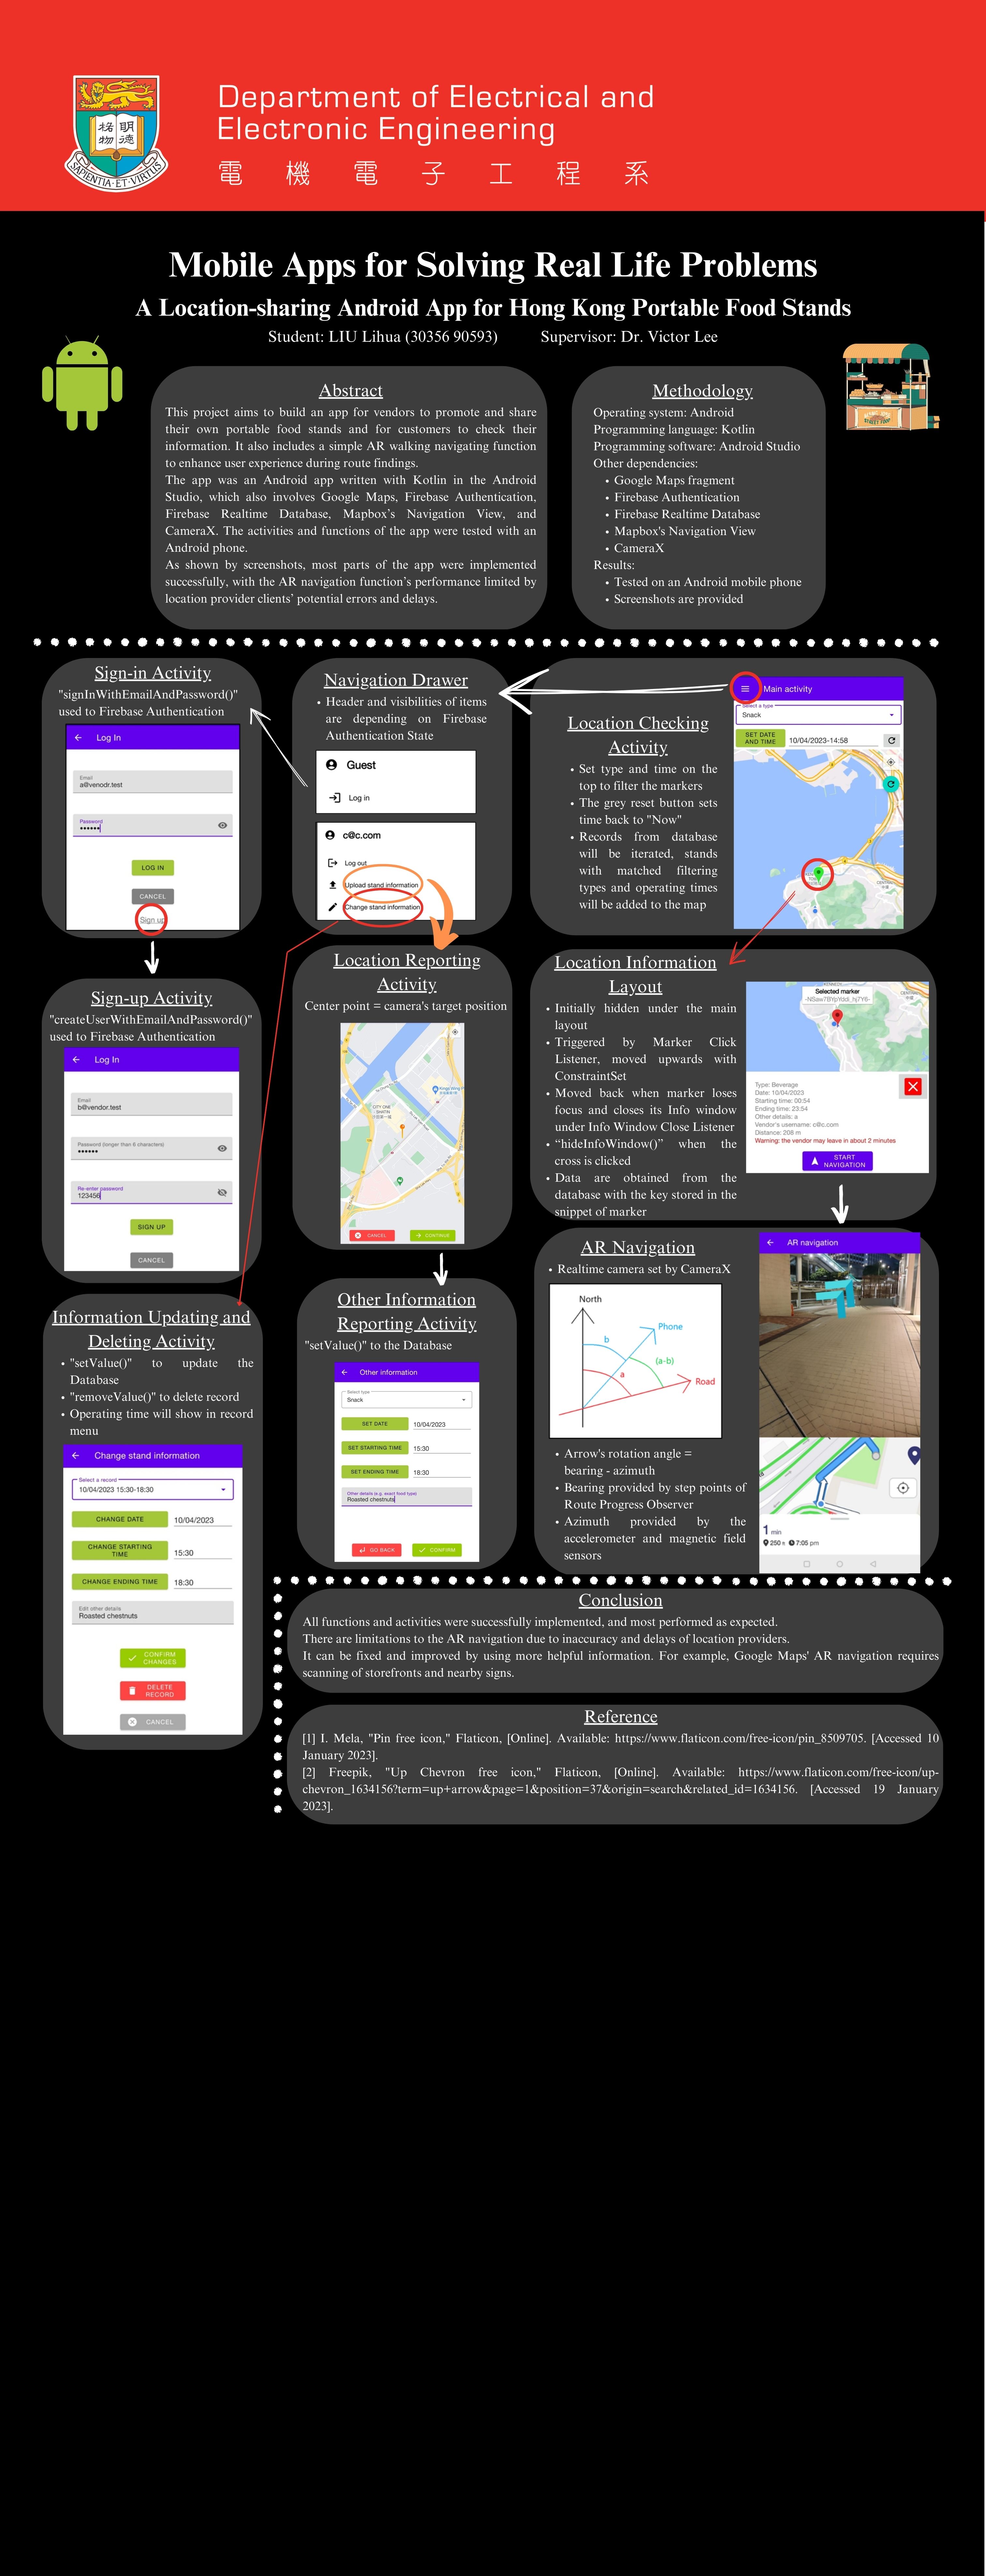 Department of Electrical and
Electronic Engineering
電機電子工程系
明德
格物
SAPIENTIA·ET·VIRTUS
Mobile Apps for Solving Real Life Problems
A Location-sharing Android App for Hong Kong Portable Food Stands
Student: LIU Lihua (30356 90593) Supervisor: Dr. Victor Lee
Abstract
This project aims to build an app for vendors to promote and share
their own portable food stands and for customers to check their
information. It also includes a simple AR walking navigating function
to enhance user experience during route findings.
The app was an Android app written with Kotlin in the Android
Studio, which also involves Google Maps, Firebase Authentication,
Firebase Realtime Database, Mapbox's Navigation View, and
CameraX. The activities and functions of the app were tested with an
Android phone.
As shown by screenshots, most parts of the app were implemented
successfully, with the AR navigation function's performance limited by
location provider clients' potential errors and delays.
Methodology
Operating system: Android
Programming language: Kotlin
Programming software: Android Studio
Other dependencies:
• Google Maps fragment
• Firebase Authentication
• Firebase Realtime Database
• Mapbox's Navigation View
• CameraX
Results:
• Tested on an Android mobile phone
• Screenshots are provided
Sign-in Activity
"signInWithEmailAndPassword()"
used to Firebase Authentication
Log In
Email
a@venodr.test
Password
••••••
LOG IN
CANCEL
Sign up
Sign-up Activity
"createUserWithEmailAndPassword()"
used to Firebase Authentication
Log In
Email
b@vendor.test
Password (longer than 6 characters)
••••••
Re-enter password
123456
SIGN UP
CANCEL
Information Updating and
Deleting Activity
• "setValue()" to update the
Database
• "removeValue()" to delete record
• Operating time will show in record
menu
Change stand information
Select a record
10/04/2023 15:30-18:30
CHANGE DATE 10/04/2023
CHANGE STARTING
TIME 15:30
CHANGE ENDING TIME 18:30
Edit other details
Roasted chestnuts
CONFIRM
CHANGES
DELETE
RECORD
CANCEL
Navigation Drawer
• Header and visibilities of items
are depending on Firebase
Authentication State
Guest
Log in
c@c.com
Log out
Upload stand information
Change stand information
Location Reporting
Activity
Center point = camera's target position
CITY ONE
SHATIN
CANCEL
CONTINUE
Other Information
Reporting Activity
"setValue()" to the Database
Other information
Select type
Snack
SET DATE 10/04/2023
SET STARTING TIME 15:30
SET ENDING TIME 18:30
Other details (e.g. exact food type)
Roasted chestnuts
GO BACK
CONFIRM
Location Checking
Activity
• Set type and time on the
top to filter the markers
• The grey reset button sets
time back to "Now"
• Records from database
will be iterated, stands
with matched filtering
types and operating times
will be added to the map
Main activity
Select a type
Snack
SET DATE
AND TIME 10/04/2023-14:58
Location Information
Layout
• Initially hidden under the main
layout
• Triggered by Marker Click
Listener, moved upwards with
ConstraintSet
• Moved back when marker loses
focus and closes its Info window
under Info Window Close Listener
• “hideInfoWindow()” when the
cross is clicked
• Data are obtained from the
database with the key stored in the
snippet of marker
Selected marker
Type: Beverage
Date: 10/04/2023
Starting time: 00:54
Ending time: 23:54
Other details: a
Vendor's username: c@c.com
Distance: 208 m
Warning: the vendor may leave in about 2 minutes
START
NAVIGATION
AR Navigation
• Realtime camera set by CameraX
North
Phone
b
(a-b)
a
Road
• Arrow's rotation angle =
bearing - azimuth
• Bearing provided by step points of
Route Progress Observer
• Azimuth provided by the
accelerometer and magnetic field
sensors
AR navigation
1 min
250 ft 7:05 pm
Conclusion
All functions and activities were successfully implemented, and most performed as expected.
There are limitations to the AR navigation due to inaccuracy and delays of location providers.
It can be fixed and improved by using more helpful information. For example, Google Maps' AR navigation requires
scanning of storefronts and nearby signs.
Reference
[1] I. Mela, "Pin free icon," Flaticon, [Online]. Available: https://www.flaticon.com/free-icon/pin_8509705. [Accessed 10
January 2023].
[2] Freepik, "Up Chevron free icon," Flaticon, [Online]. Available: https://www.flaticon.com/free-icon/up-
chevron_1634156?term=up+arrow&page=1&position=37&origin=search&related_id=1634156. [Accessed 19 January
2023].